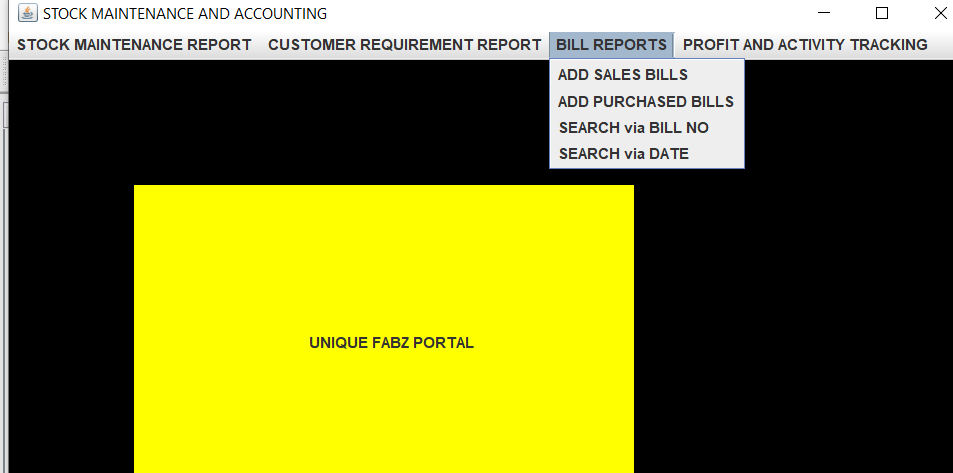 STOCK MAINTENANCE AND ACCOUNTING
STOCK MAINTENANCE REPORT CUSTOMER REQUIREMENT REPORT BILL REPORTS PROFIT AND ACTIVITY TRACKING
ADD SALES BILLS
ADD PURCHASED BILLS
SEARCH via BILL NO
SEARCH via DATE
UNIQUE FABZ PORTAL